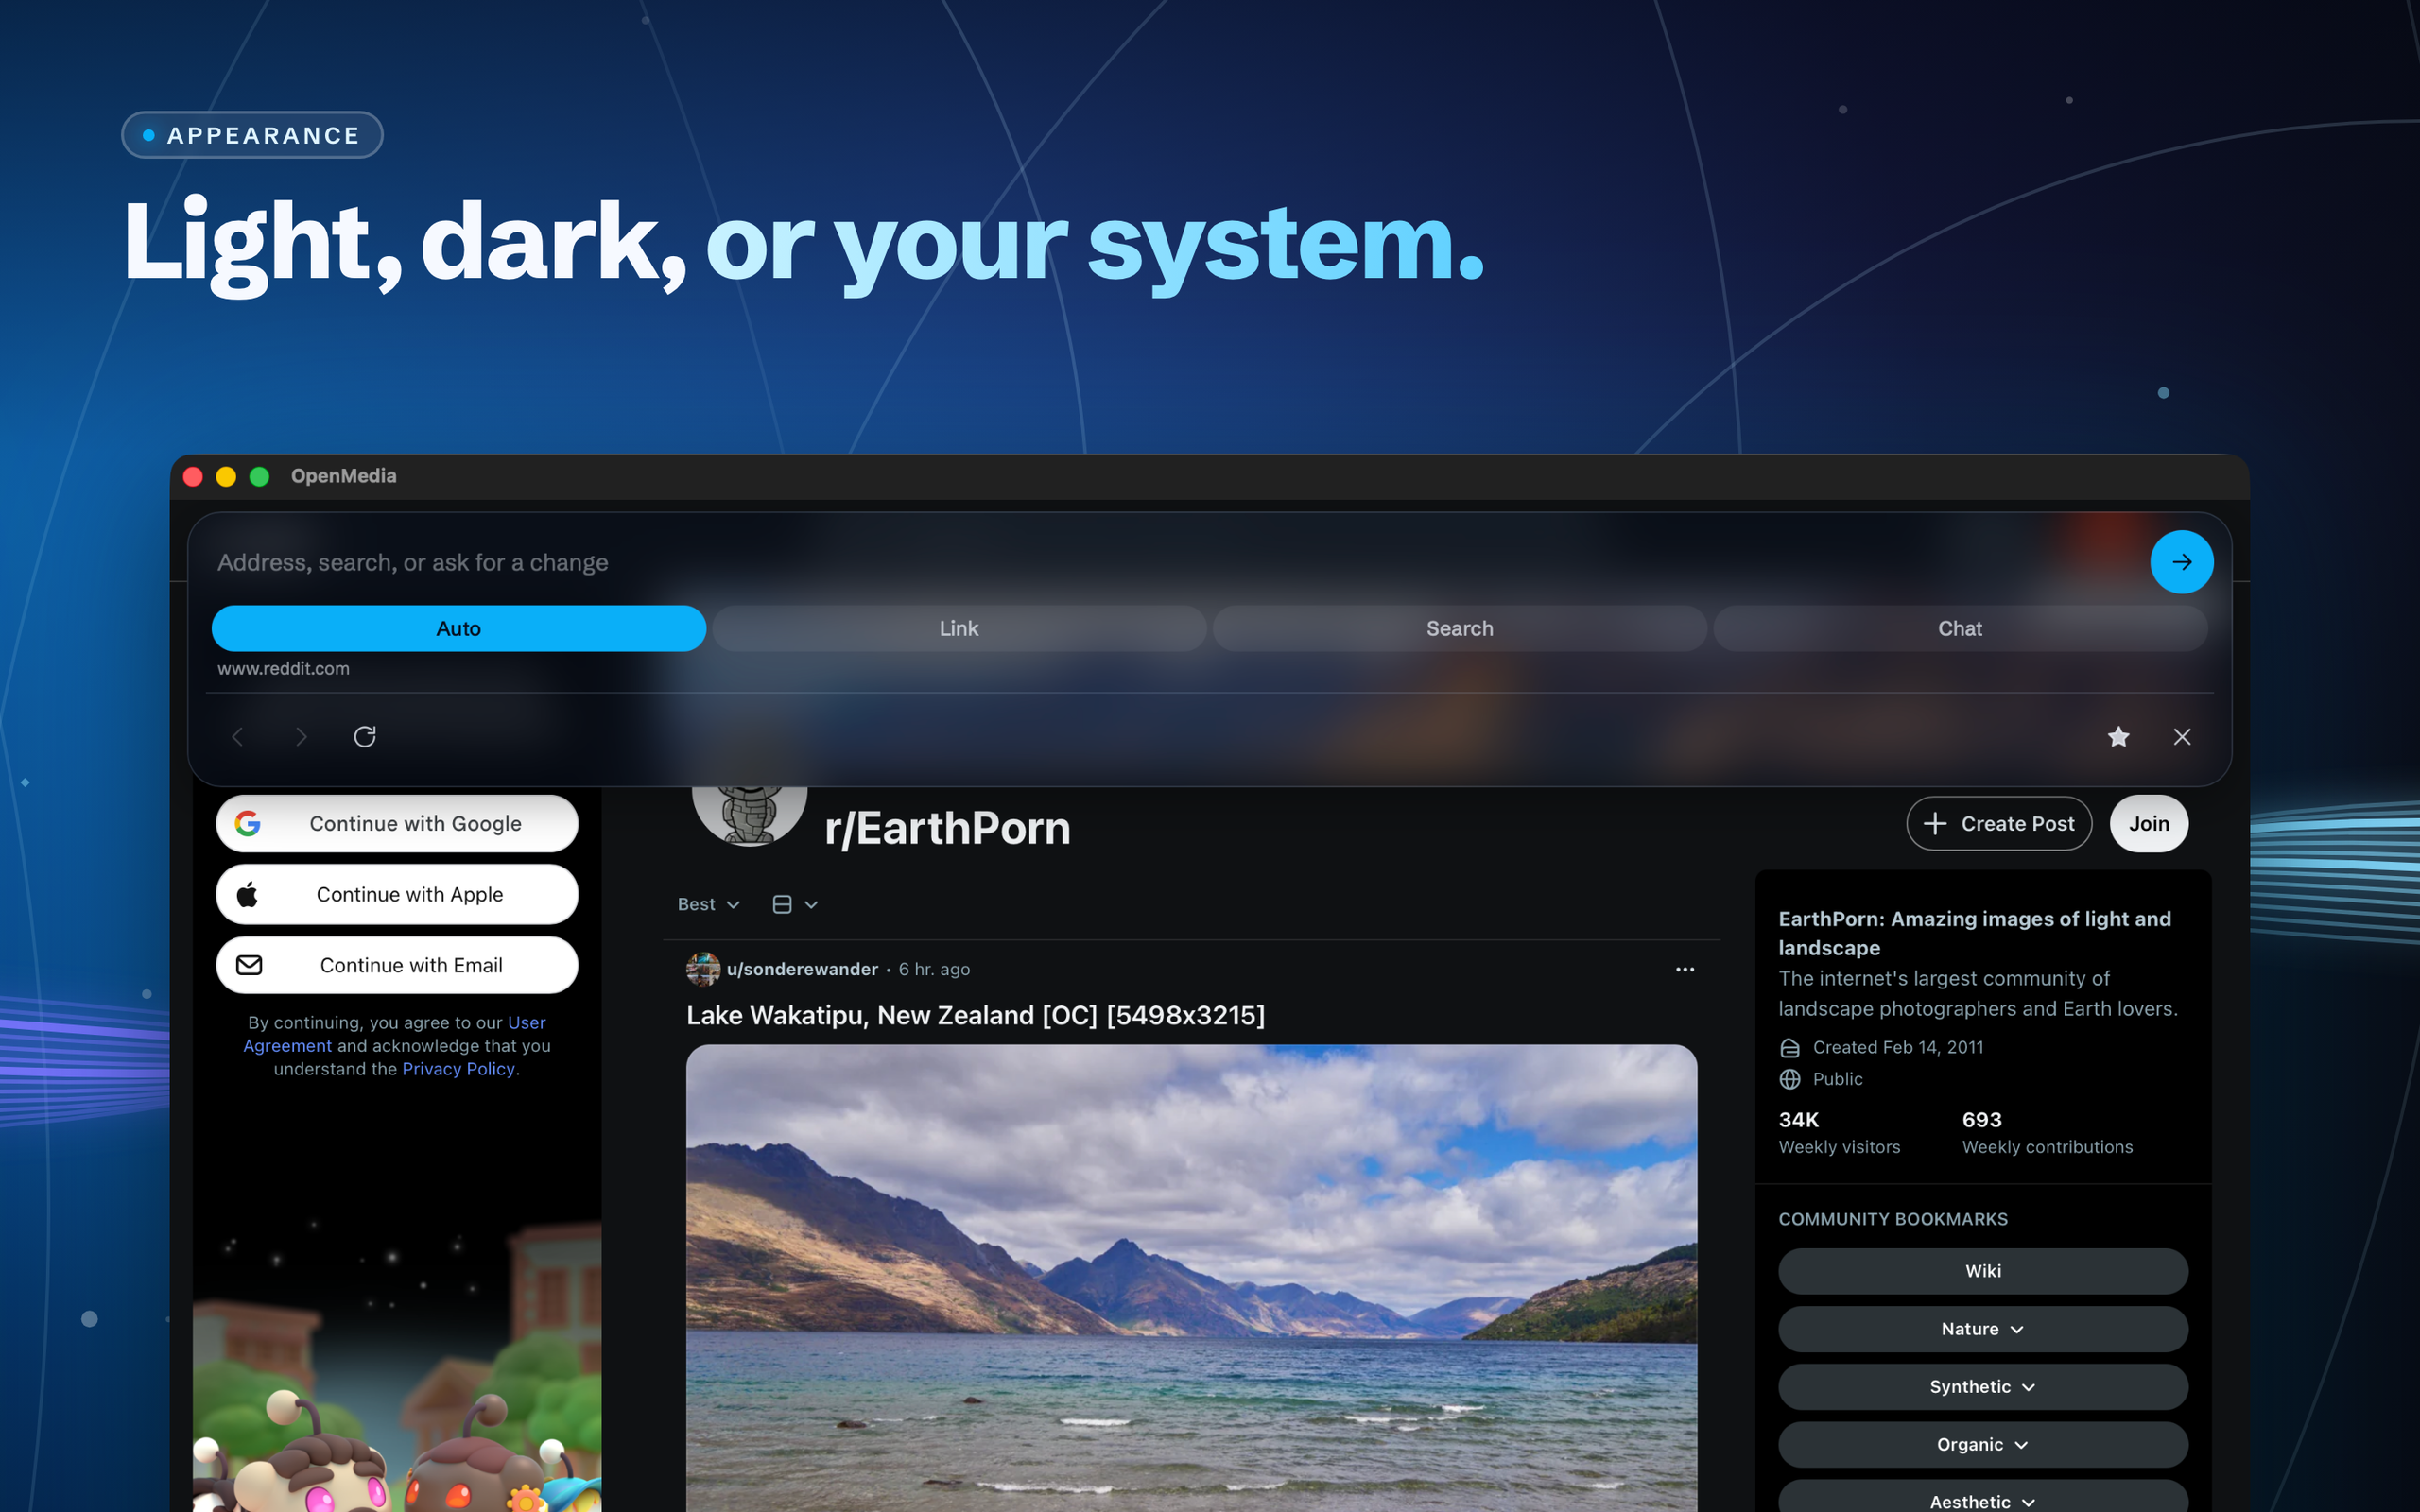 APPEARANCE
Light, dark, or your system.
OpenMedia
Address, search, or ask for a change
Auto
Link
Search
Chat
www.reddit.com
Continue with Google
Continue with Apple
Continue with Email
By continuing, you agree to our User
Agreement and acknowledge that you
understand the Privacy Policy.
r/EarthPorn
Create Post
Join
Best
u/sonderewander • 6 hr. ago
Lake Wakatipu, New Zealand [OC] [5498x3215]
EarthPorn: Amazing images of light and
landscape
The internet's largest community of
landscape photographers and Earth lovers.
Created Feb 14, 2011
Public
34K
Weekly visitors
693
Weekly contributions
COMMUNITY BOOKMARKS
Wiki
Nature
Synthetic
Organic
Aesthetic